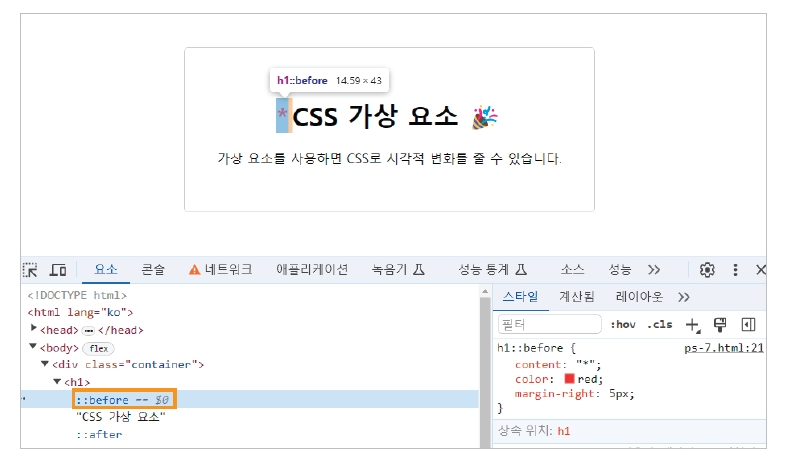 h1::before 14.59 × 43
*CSS 가상 요소 🎉
가상 요소를 사용하면 CSS로 시각적 변화를 줄 수 있습니다.
요소 콘솔 네트워크 애플리케이션 녹음기 성능 통계 소스 성능 >>
<!DOCTYPE html>
<html lang="ko">
<head> ⋯ </head>
<body> flex
<div class="container">
<h1>
::before == $0
"CSS 가상 요소"
::after
스타일 계산됨 레이아웃 >>
필터 :hov .cls +
h1::before { ps-7.html:21
content: "*";
color: red;
margin-right: 5px;
}
상속 위치: h1